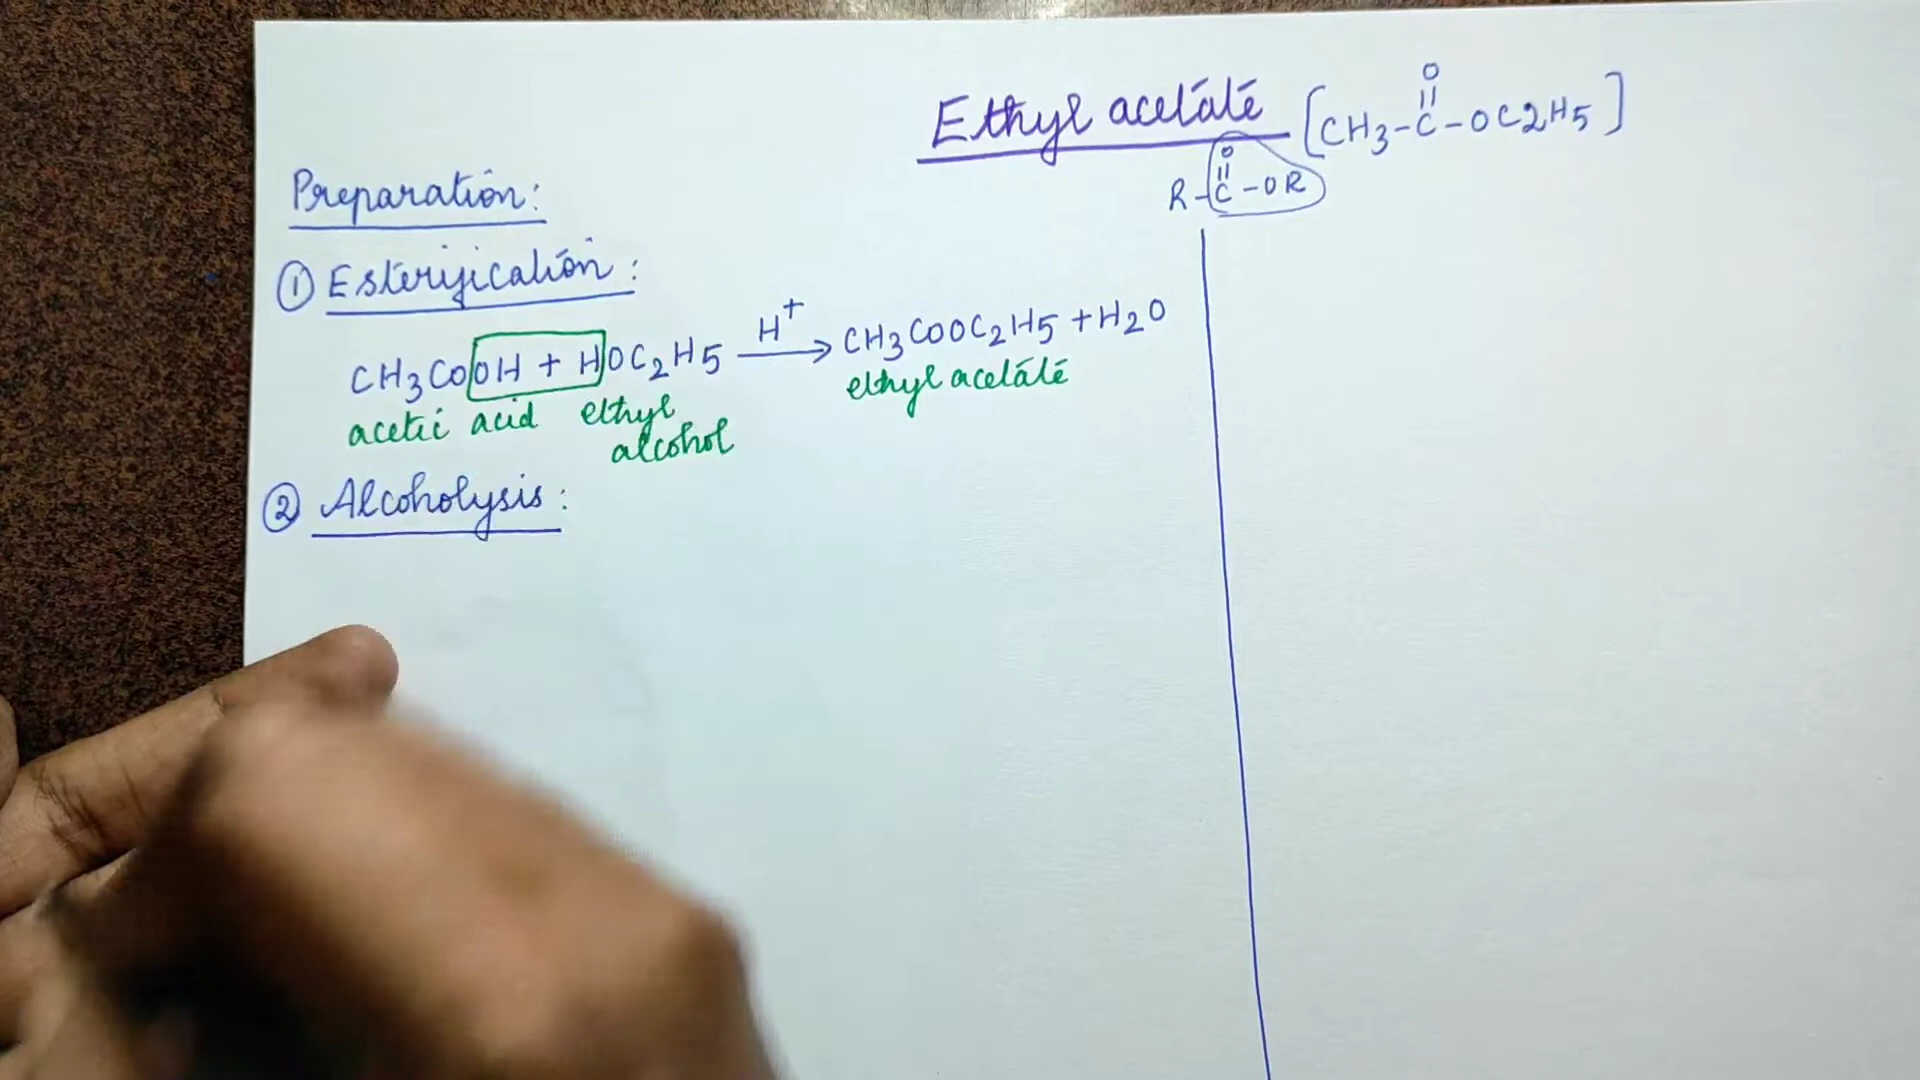 Ethyl acetate [CH3-C-OC2H5]
O
||
R-C-OR
O
||
Preparation:
① Esterification:
CH3COOH + HOC2H5 H+ → CH3COOC2H5 + H2O
acetic acid ethyl alcohol ethyl acetate
② Alcoholysis: